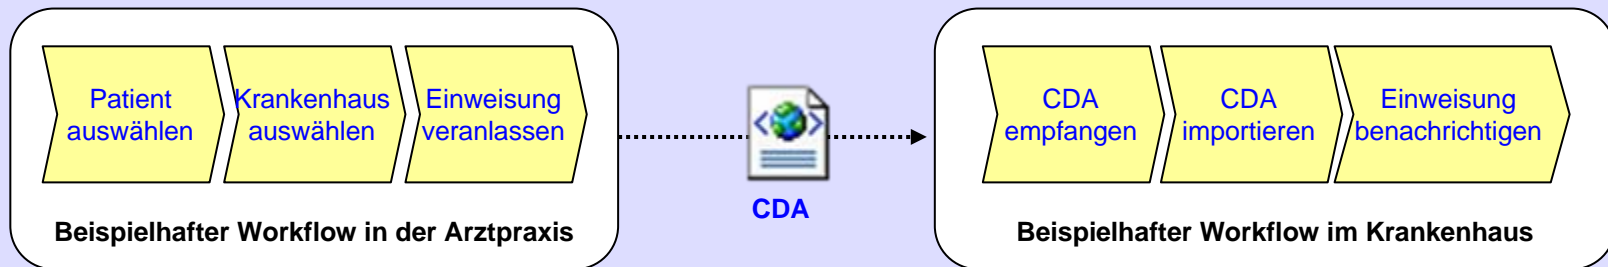 Patient
auswählen
Krankenhaus
auswählen
Einweisung
veranlassen
Beispielhafter Workflow in der Arztpraxis
CDA
CDA
empfangen
CDA
importieren
Einweisung
benachrichtigen
Beispielhafter Workflow im Krankenhaus